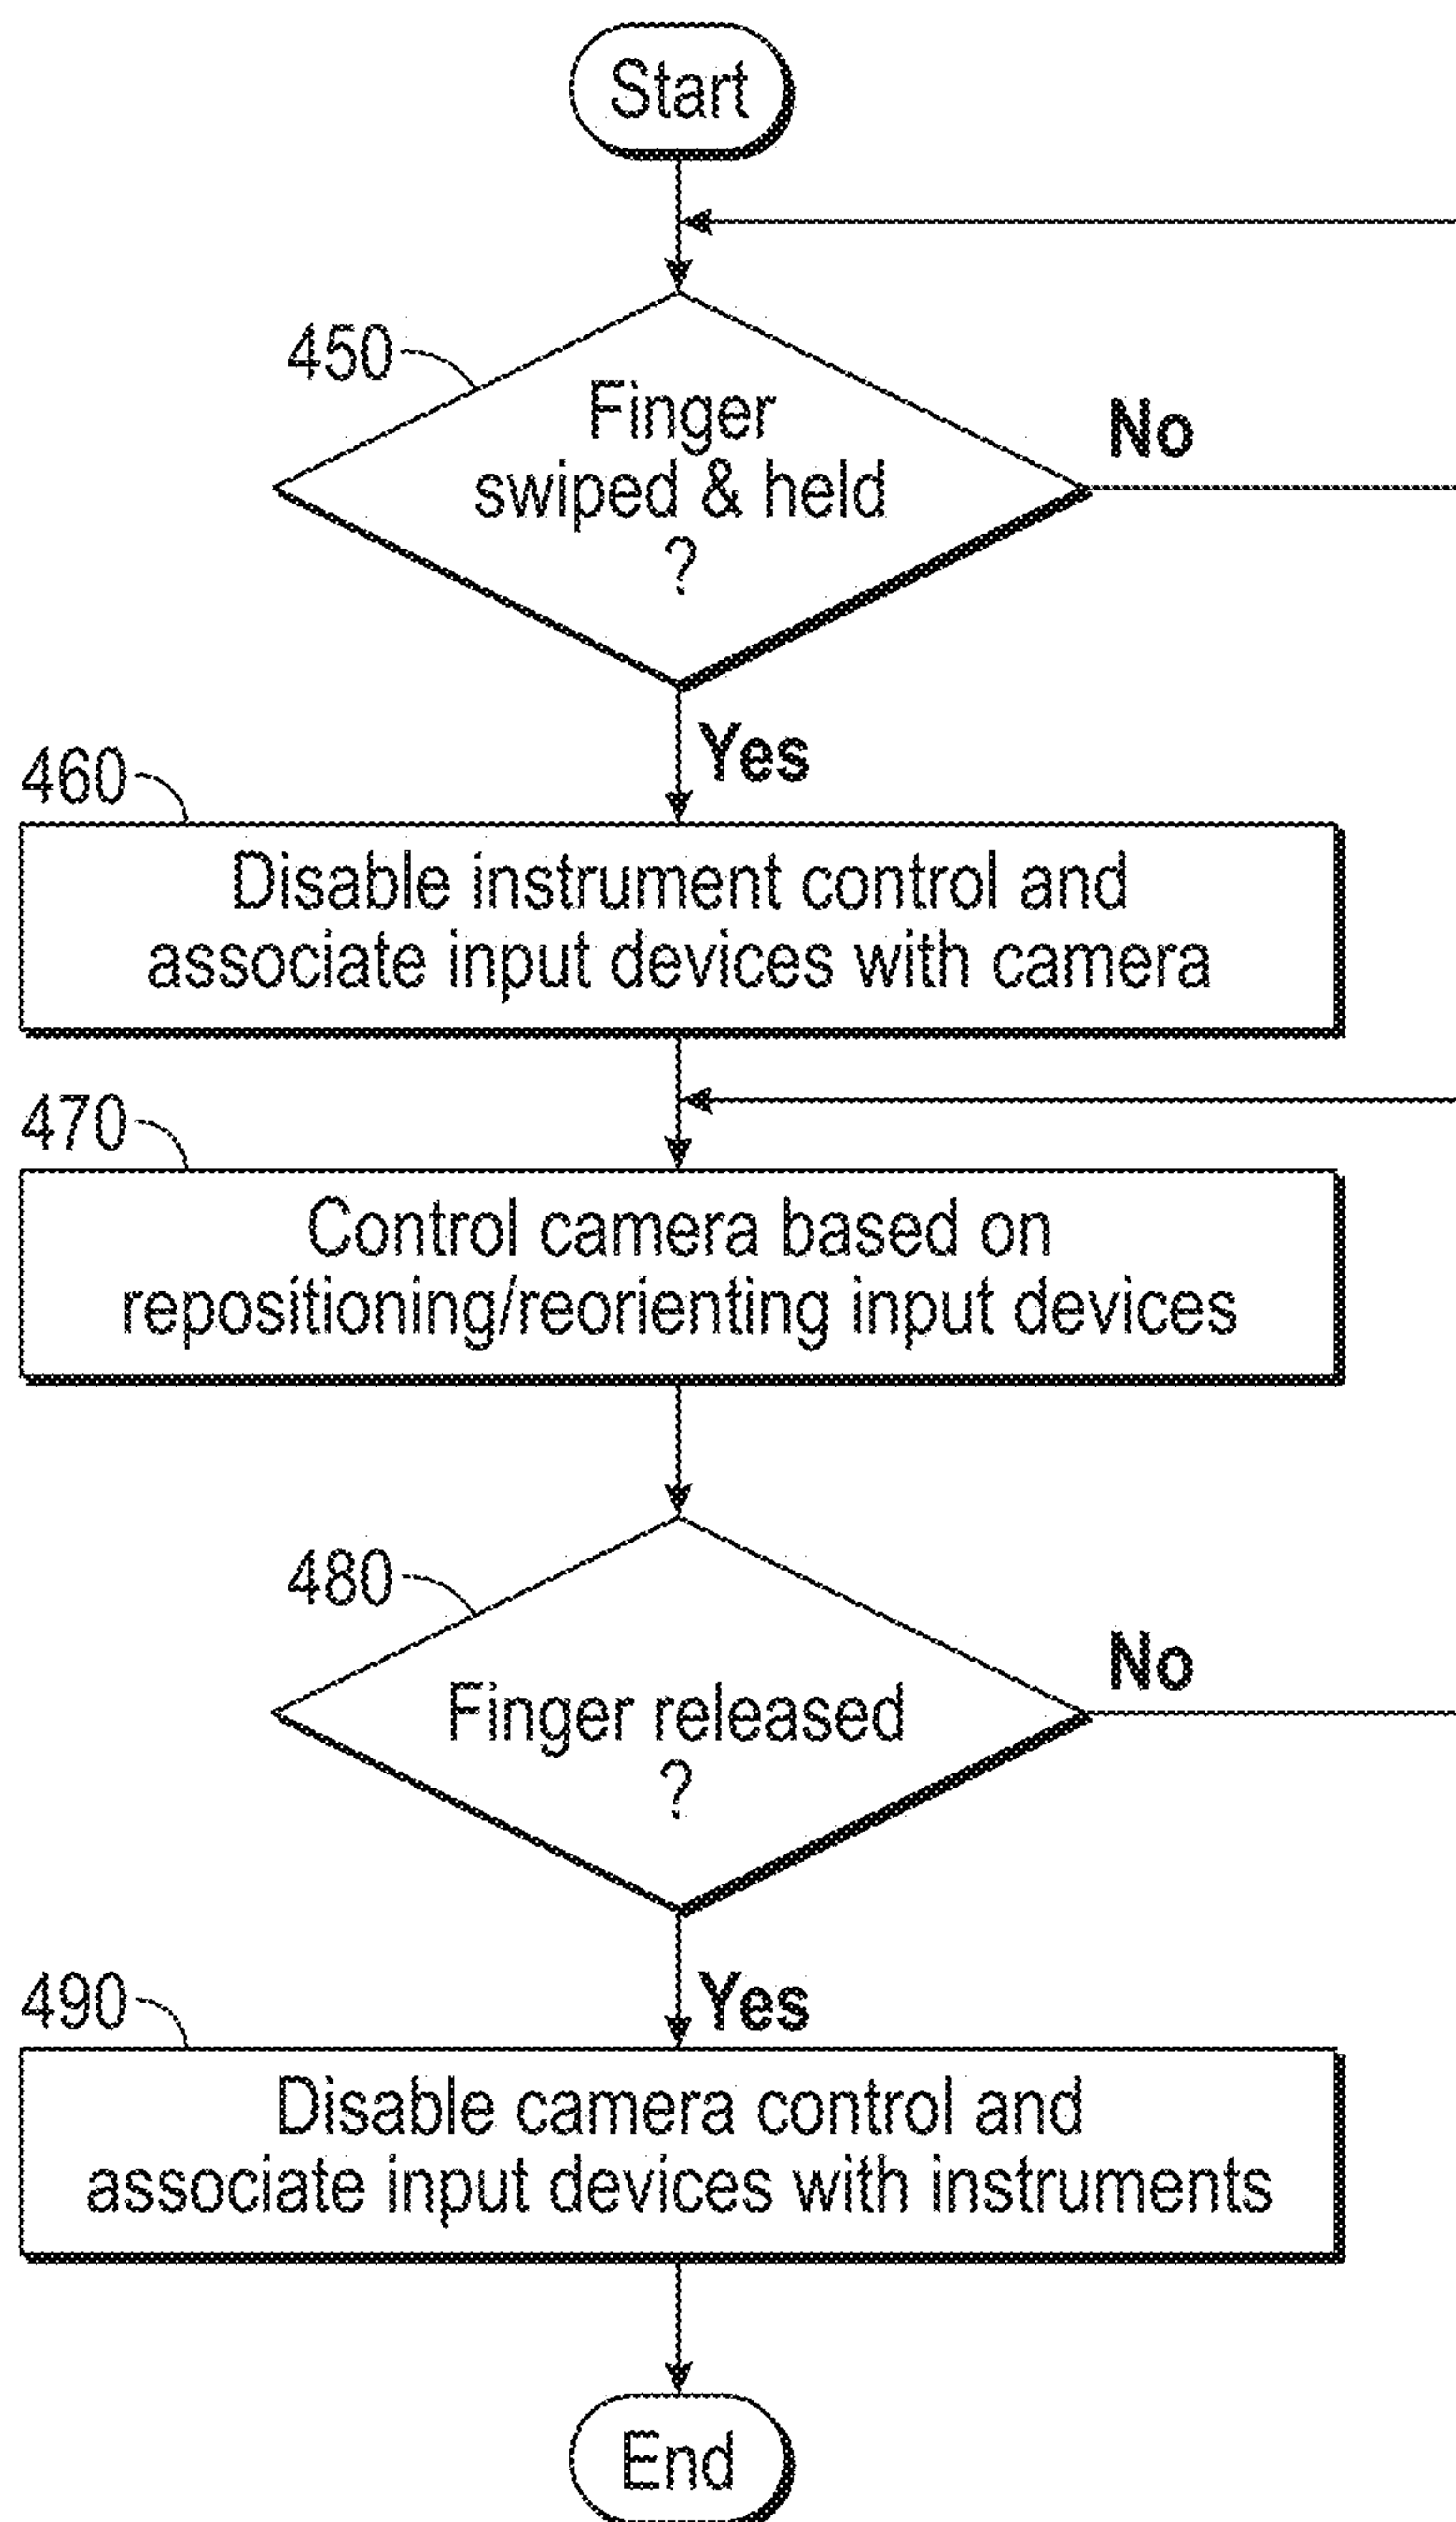 Start
450
Finger
swiped & held
?
No
Yes
460
Disable instrument control and
associate input devices with camera
470
Control camera based on
repositioning/reorienting input devices
480
Finger released
?
No
Yes
490
Disable camera control and
associate input devices with instruments
End